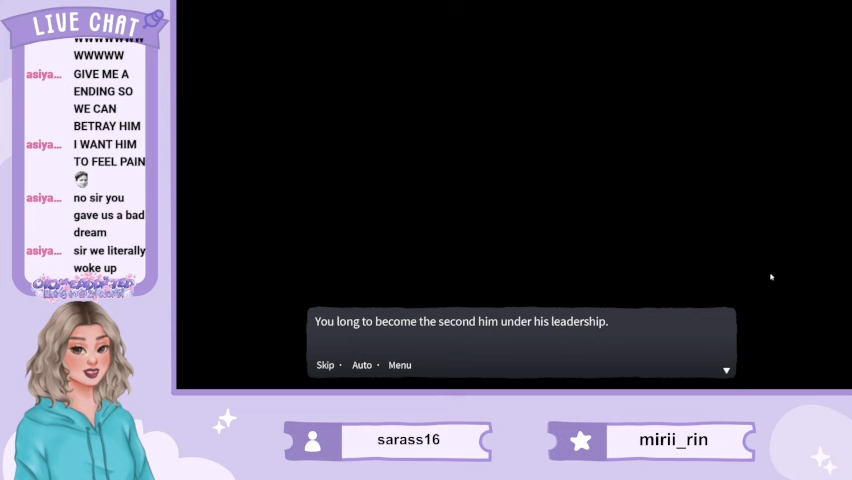 LIVE CHAT
WWWWW
asiya... GIVE ME A
ENDING SO
WE CAN
BETRAY HIM
asiya... I WANT HIM
TO FEEL PAIN
asiya... no sir you
gave us a bad
dream
asiya... sir we literally
woke up
You long to become the second him under his leadership.
Skip · Auto · Menu
sarass16
mirii_rin